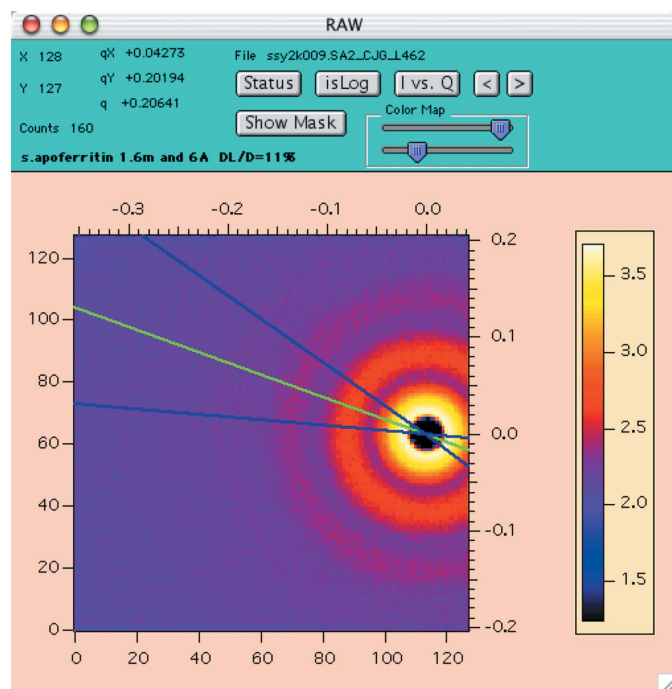 RAW
X 128 qX +0.04273 File ssy2k009.SA2_CJG_L462
Y 127 qY +0.20194 Status isLog I vs. Q < >
q +0.20641
Counts 160 Show Mask Color Map
s.apoferritin 1.6m and 6A DL/D=11%
-0.3 -0.2 -0.1 0.0
120 0.2 3.5
100 0.1 3.0
80
60 0.0 2.5
40 -0.1 2.0
20 1.5
0 -0.2
0 20 40 60 80 100 120